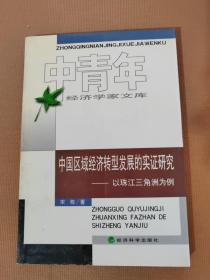 ZHONGQINGNIANJINGJIXUEJIAWENKU
中青年
经济学家文库
中国区域经济转型发展的实证研究
——以珠江三角洲为例
著
ZHONGGUO QUYUJINGJI
ZHUANXING FAZHAN DE
SHIZHENG YANJIU
经济科学出版社